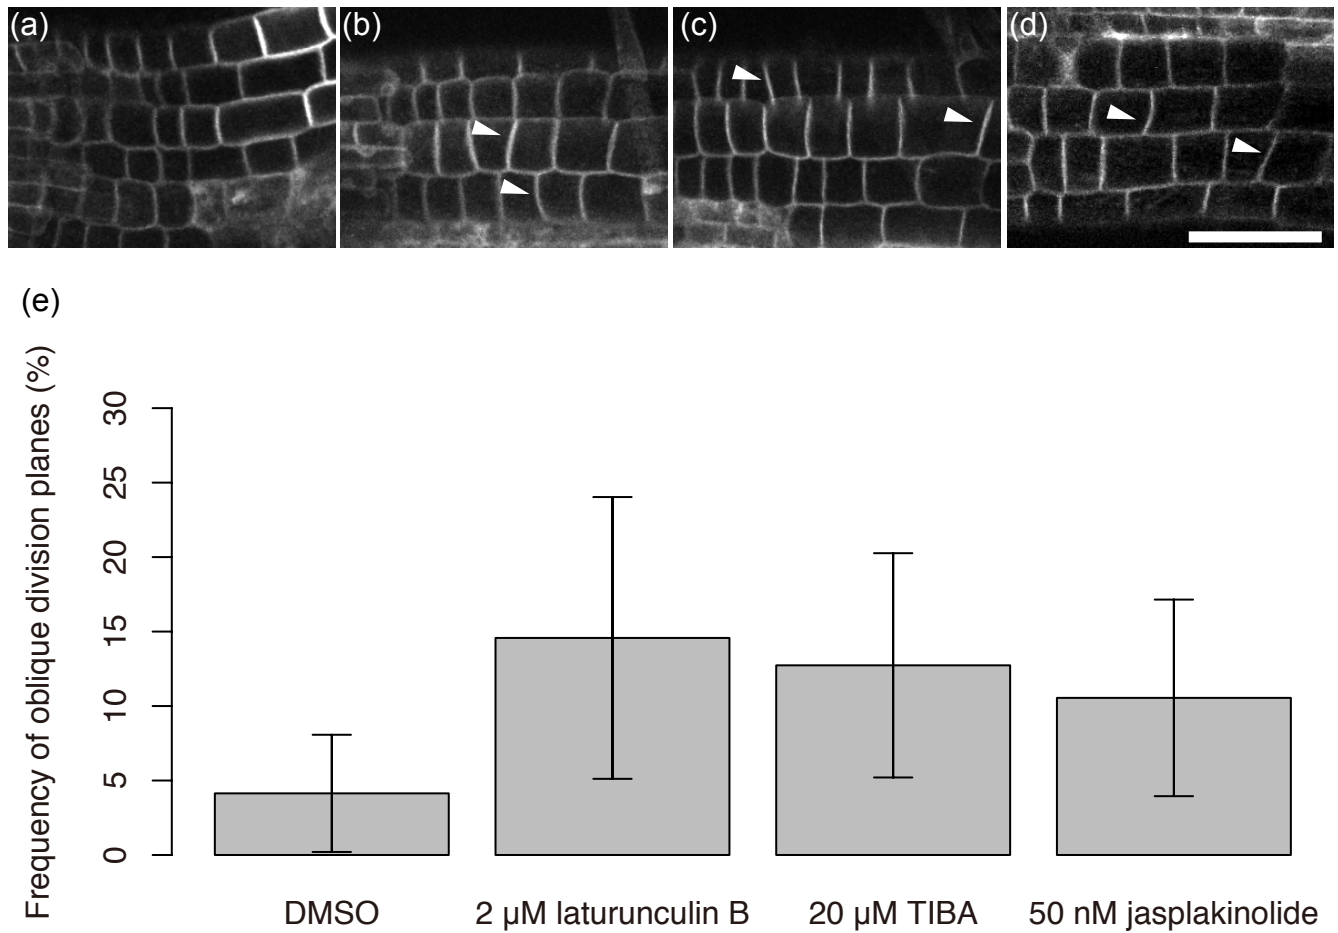 (a) (b) (c) (d)
(e)
Frequency of oblique division planes (%)
30
25
20
15
10
5
0
DMSO 2 µM laturunculin B 20 µM TIBA 50 nM jasplakinolide